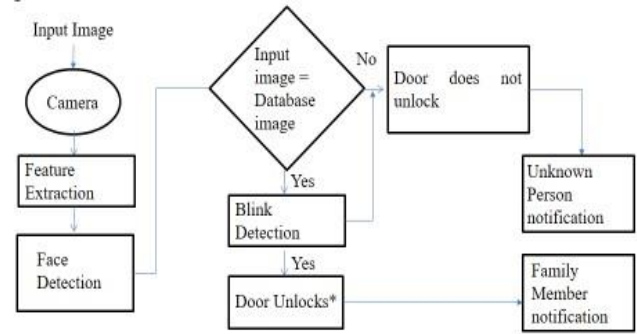 Input Image
Camera
Feature
Extraction
Face
Detection
Input
image =
Database
image
No
Yes
Blink
Detection
Yes
Door Unlocks*
Door does not
unlock
Unknown
Person
notification
Family
Member
notification